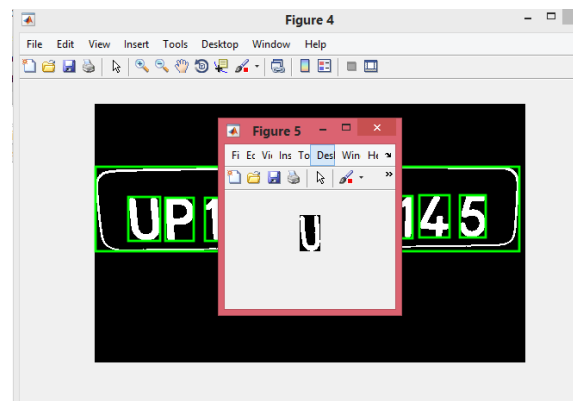 Figure 4
File Edit View Insert Tools Desktop Window Help
Figure 5
Fi Ec Vi Ins To Desl Win He
UP1
145
U